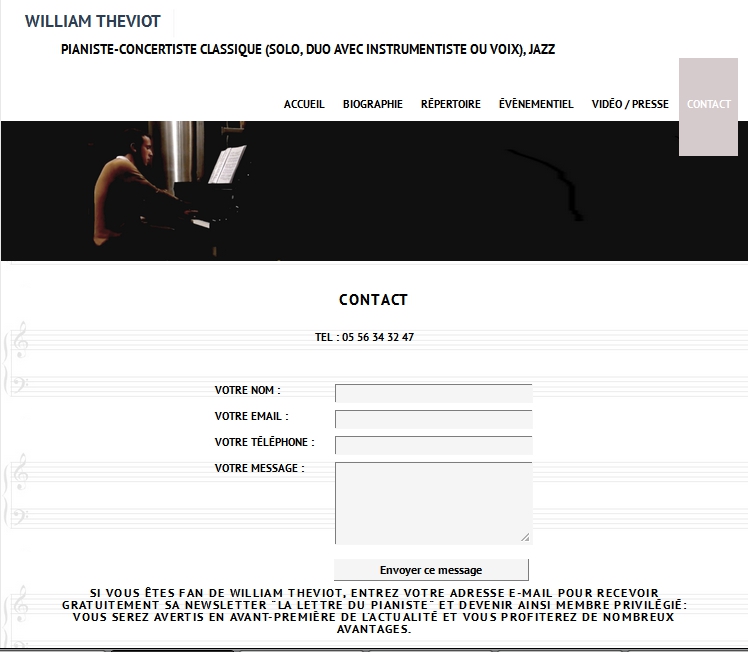 WILLIAM THEVIOT
PIANISTE-CONCERTISTE CLASSIQUE (SOLO, DUO AVEC INSTRUMENTISTE OU VOIX), JAZZ
ACCUEIL BIOGRAPHIE RÉPERTOIRE ÉVÈNEMENTIEL VIDÉO / PRESSE CONTACT
CONTACT
TEL : 05 56 34 32 47
VOTRE NOM :
VOTRE EMAIL :
VOTRE TÉLÉPHONE :
VOTRE MESSAGE :
Envoyer ce message
SI VOUS ÊTES FAN DE WILLIAM THEVIOT, ENTREZ VOTRE ADRESSE E-MAIL POUR RECEVOIR
GRATUITEMENT SA NEWSLETTER "LA LETTRE DU PIANISTE" ET DEVENIR AINSI MEMBRE PRIVILÉGIÉ:
VOUS SEREZ AVERTIS EN AVANT-PREMIÈRE DE L'ACTUALITÉ ET VOUS PROFITEREZ DE NOMBREUX
AVANTAGES.